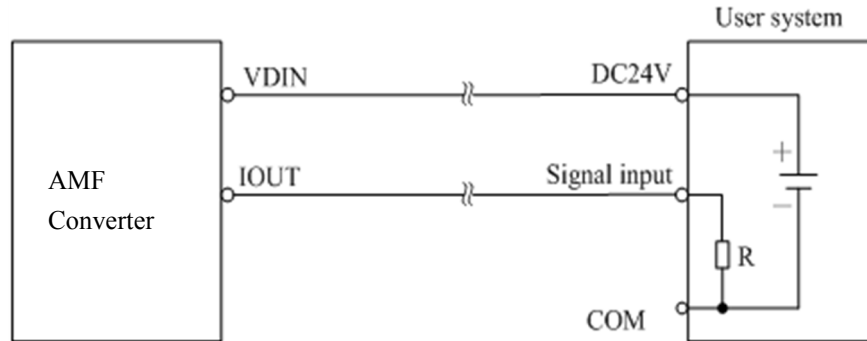 User system
VDIN
DC24V
+
AMF
Converter
IOUT
Signal input
−
R
COM